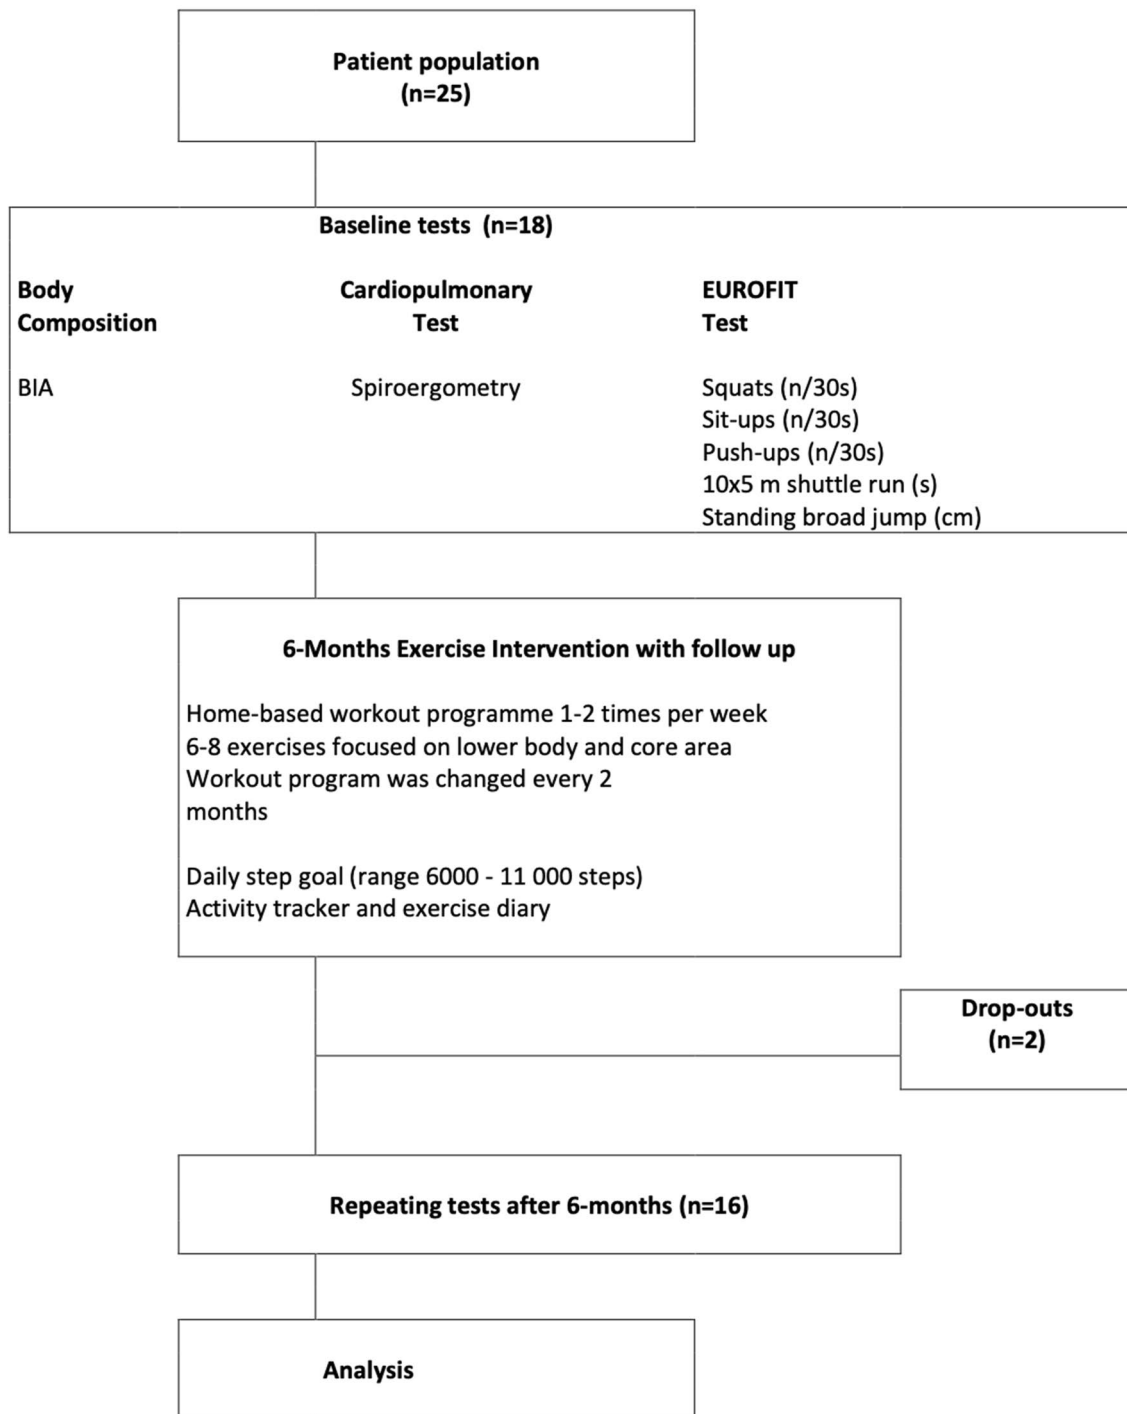 Patient population
(n=25)
Baseline tests (n=18)
Body
Composition
Cardiopulmonary
Test
EUROFIT
Test
BIA
Spiroergometry
Squats (n/30s)
Sit-ups (n/30s)
Push-ups (n/30s)
10x5 m shuttle run (s)
Standing broad jump (cm)
6-Months Exercise Intervention with follow up
Home-based workout programme 1-2 times per week
6-8 exercises focused on lower body and core area
Workout program was changed every 2
months
Daily step goal (range 6000 - 11 000 steps)
Activity tracker and exercise diary
Drop-outs
(n=2)
Repeating tests after 6-months (n=16)
Analysis